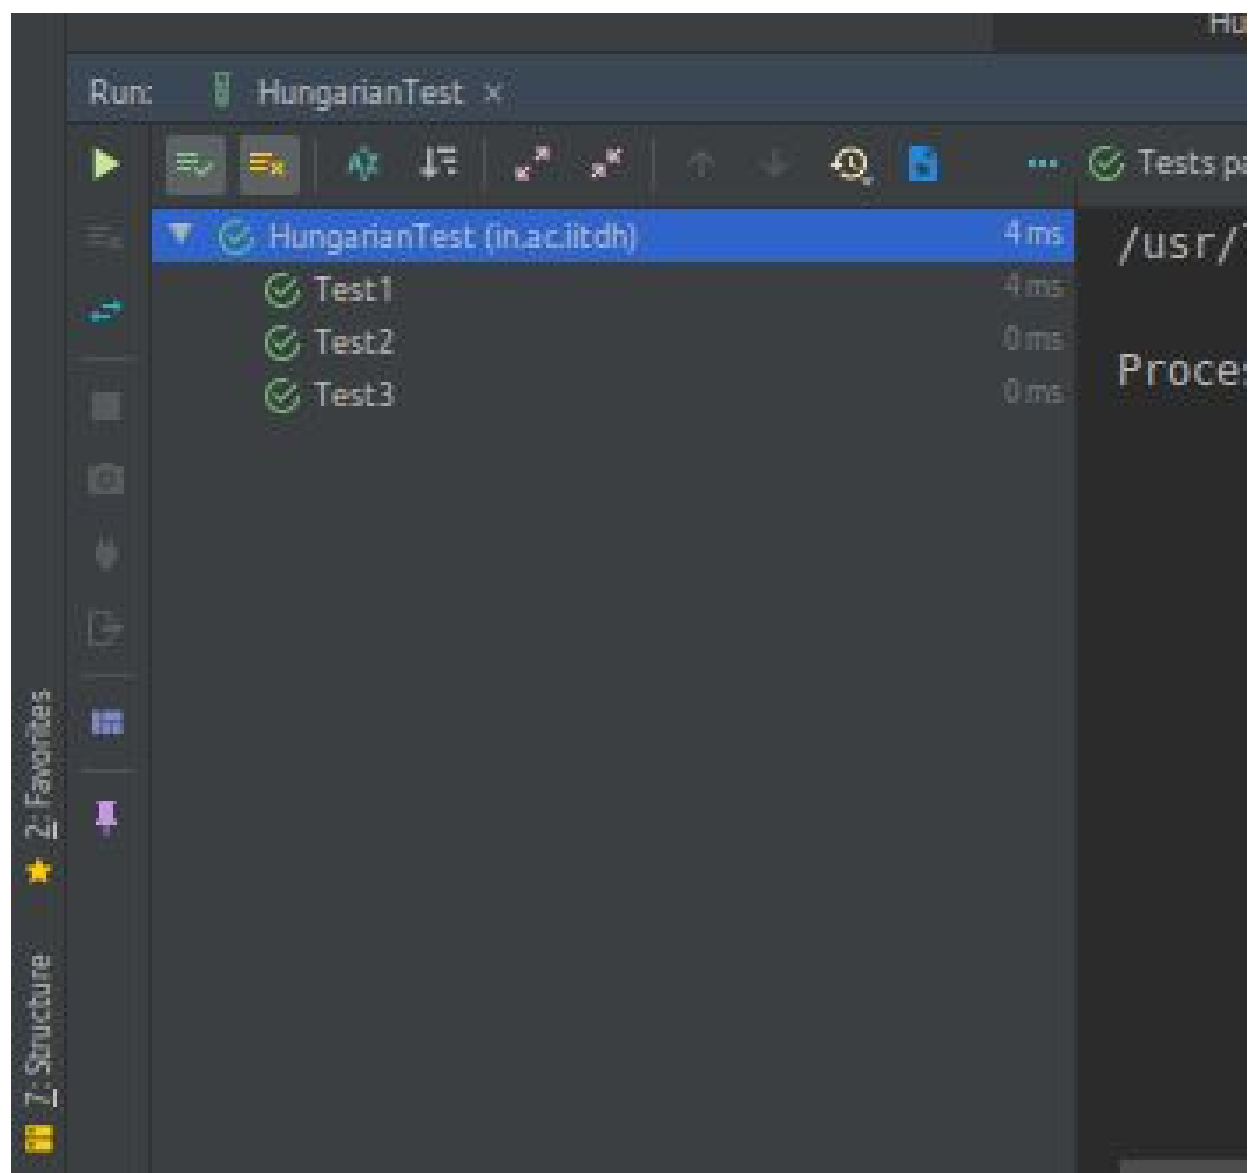 Hu
Run: HungarianTest ×
Tests pa
HungarianTest (in.ac.iitdh) 4 ms
/usr/l
Test1 4 ms
Test2 0 ms
Proces
Test3 0 ms
2: Favorites
7: Structure